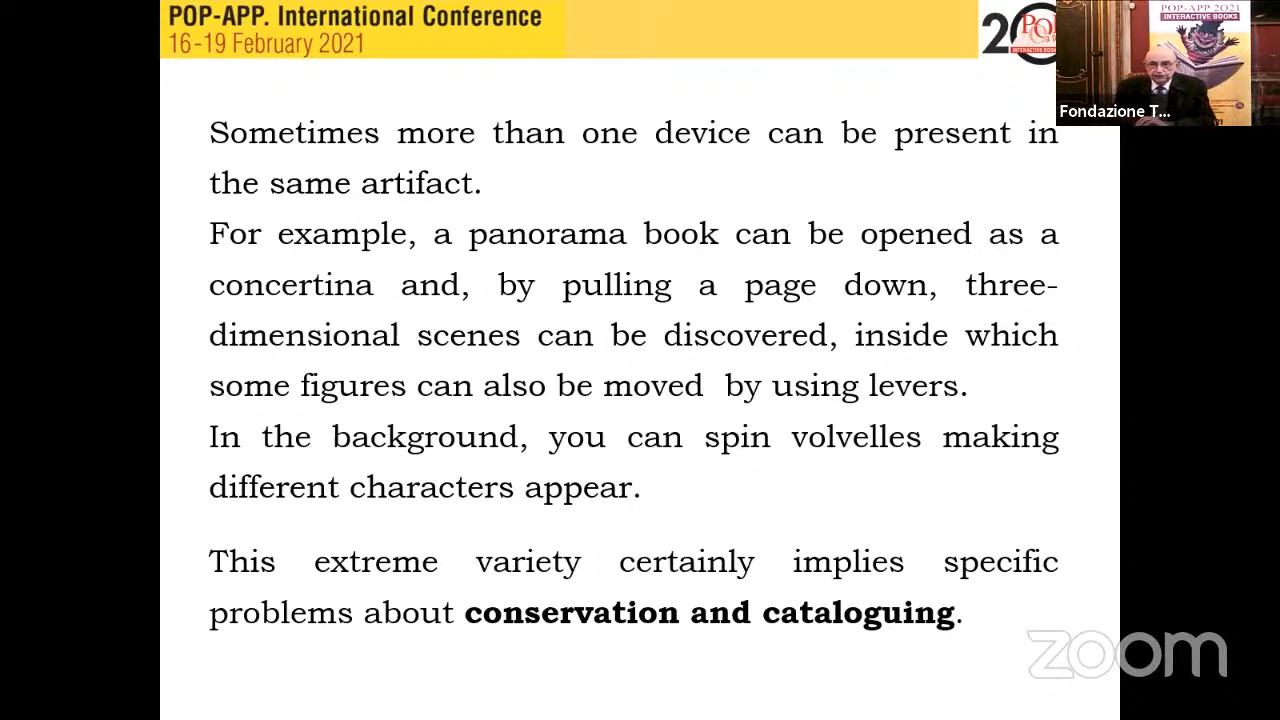 POP-APP. International Conference
16-19 February 2021
20
INTERACTIVE BOOKS
POP-APP 2021
INTERACTIVE BOOKS
Fondazione T...
Sometimes more than one device can be present in
the same artifact.
For example, a panorama book can be opened as a
concertina and, by pulling a page down, three-
dimensional scenes can be discovered, inside which
some figures can also be moved by using levers.
In the background, you can spin volvelles making
different characters appear.
This extreme variety certainly implies specific
problems about conservation and cataloguing.
zoom